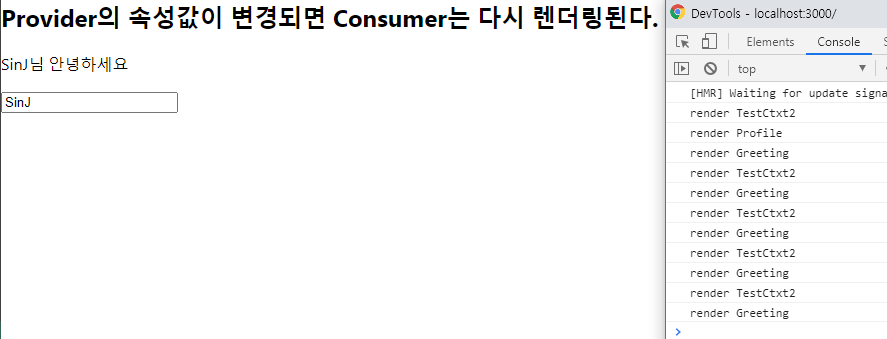 Provider의 속성값이 변경되면 Consumer는 다시 렌더링된다.
SinJ님 안녕하세요
SinJ
DevTools - localhost:3000/
Elements Console
top
[HMR] Waiting for update signa
render TestCtxt2
render Profile
render Greeting
render TestCtxt2
render Greeting
render TestCtxt2
render Greeting
render TestCtxt2
render Greeting
render TestCtxt2
render Greeting